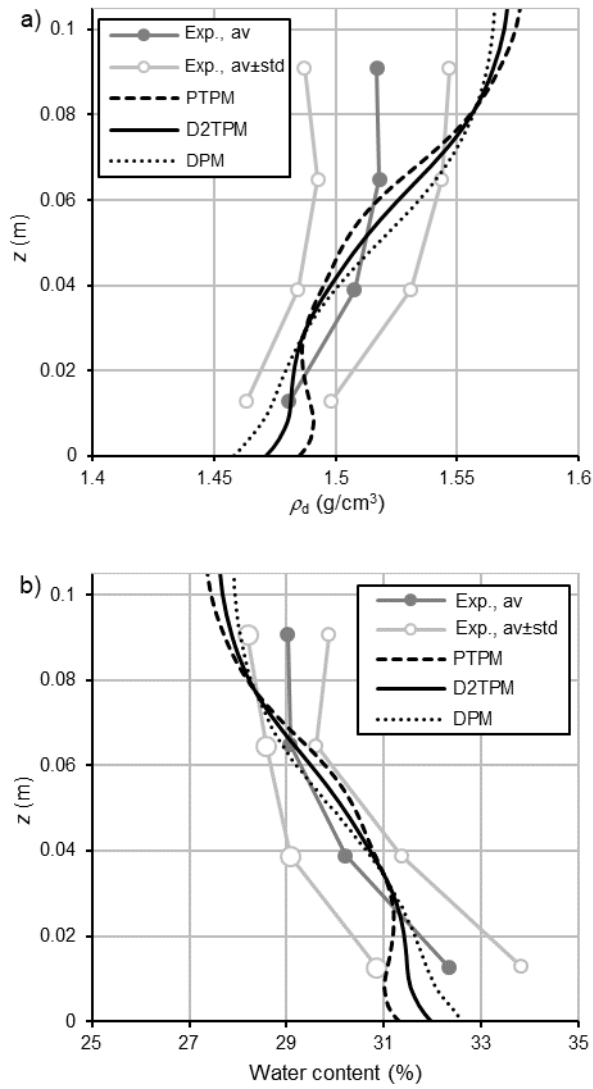 a)
0.1
0.08
0.06
0.04
0.02
0
z (m)
Exp., av
Exp., av±std
PTPM
D2TPM
DPM
1.4
1.45
1.5
1.55
1.6
ρd (g/cm³)
b)
0.1
0.08
0.06
0.04
0.02
0
z (m)
Exp., av
Exp., av±std
PTPM
D2TPM
DPM
25
27
29
31
33
35
Water content (%)